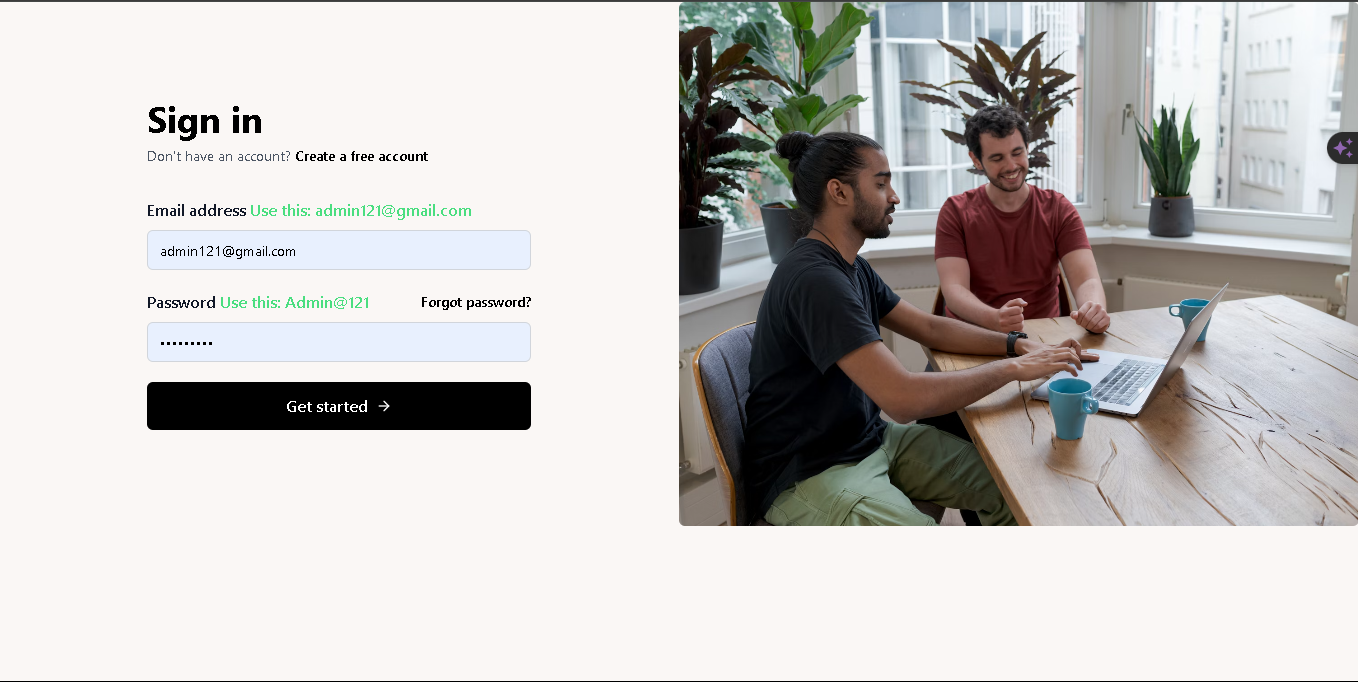 Sign in
Don't have an account? Create a free account
Email address Use this: admin121@gmail.com
admin121@gmail.com
Password Use this: Admin@121 Forgot password?
•••••••••
Get started →